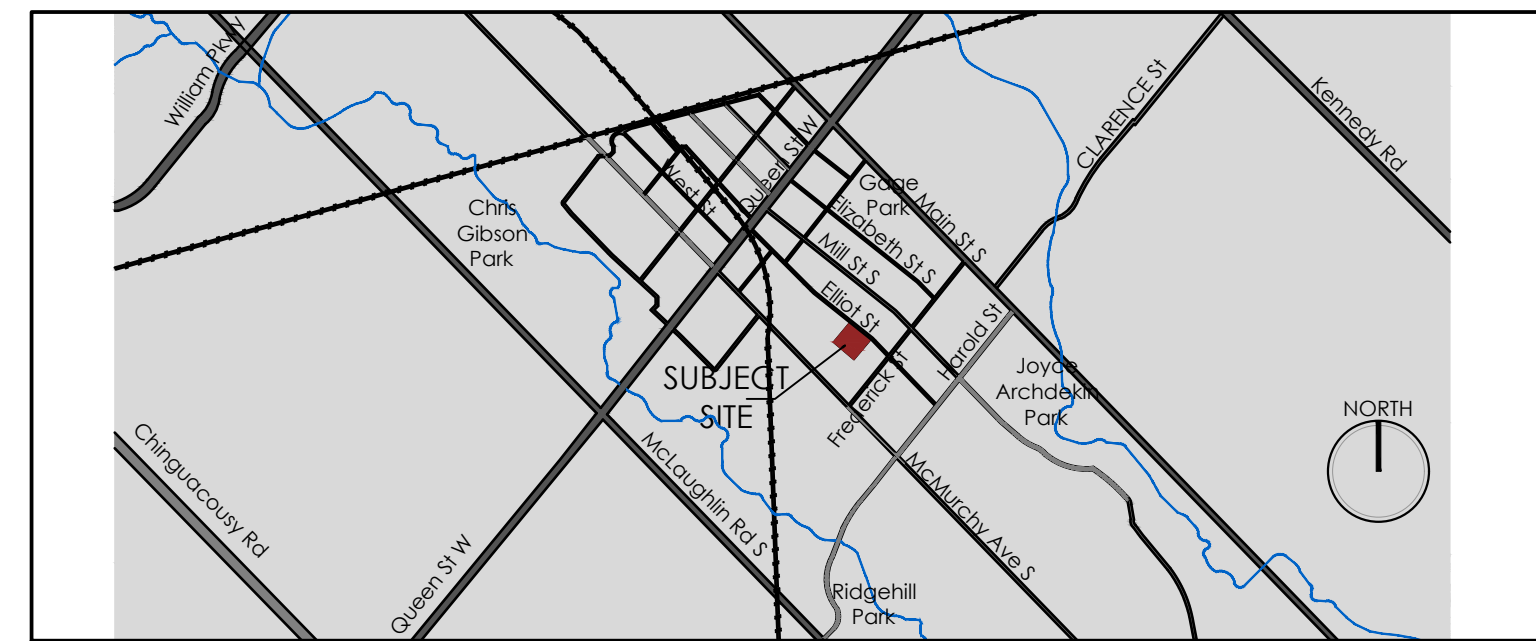 William Pkwy
CLARENCE St
Kennedy Rd
Queen St W
West St
Gage
Park
Main St S
Elizabeth St S
Chris
Gibson
Park
Mill St S
Elliot St
Harold St
SUBJECT
SITE
Frederick St
Joyce
Archdekin
Park
NORTH
Chinguacousy Rd
McLaughlin Rd S
McMurchy Ave S
Queen St W
Ridgehill
Park